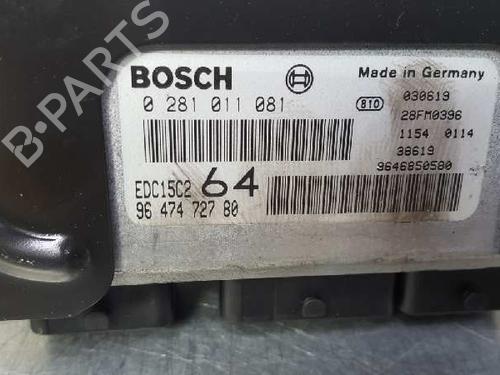 BOSCH
Made in Germany
0 281 011 081
810
030619
28FM0396
1154 0114
38619
9646850580
EDC15C2 64
96 474 727 80
B-PARTS
B-PARTS